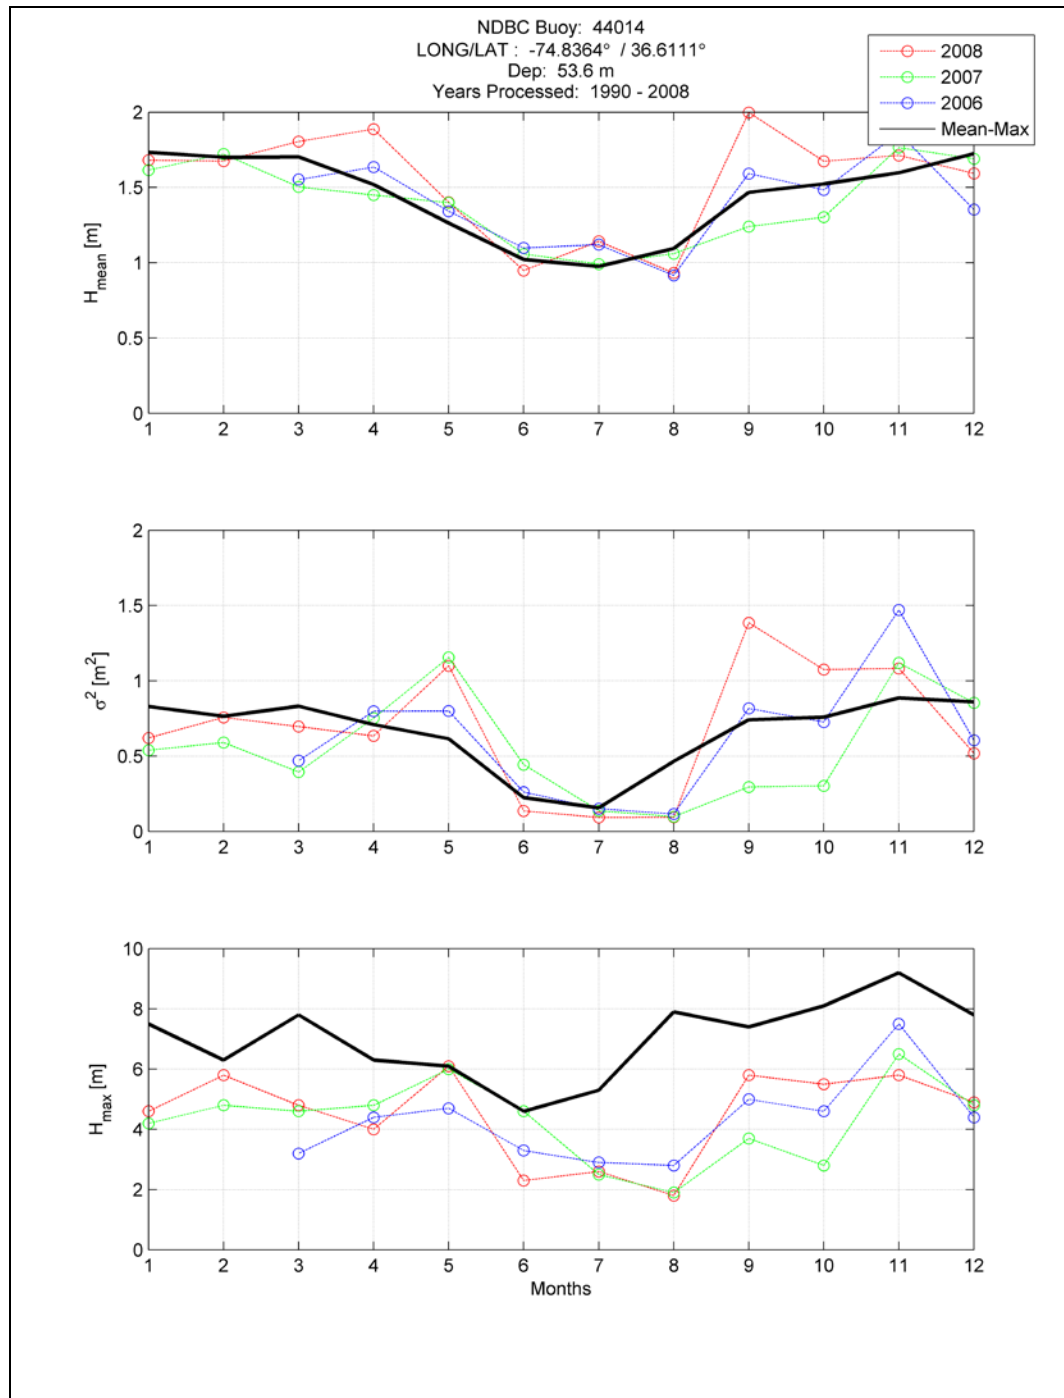 NDBC Buoy:  44014
LONG/LAT :  -74.8364°  / 36.6111°
Dep:  53.6 m
Years Processed:  1990 - 2008
2008
2007
2006
Mean-Max
2
1.5
1
0.5
0
H_mean [m]
1 2 3 4 5 6 7 8 9 10 11 12
2
1.5
1
0.5
0
σ² [m²]
1 2 3 4 5 6 7 8 9 10 11 12
10
8
6
4
2
0
H_max [m]
1 2 3 4 5 6 7 8 9 10 11 12
Months